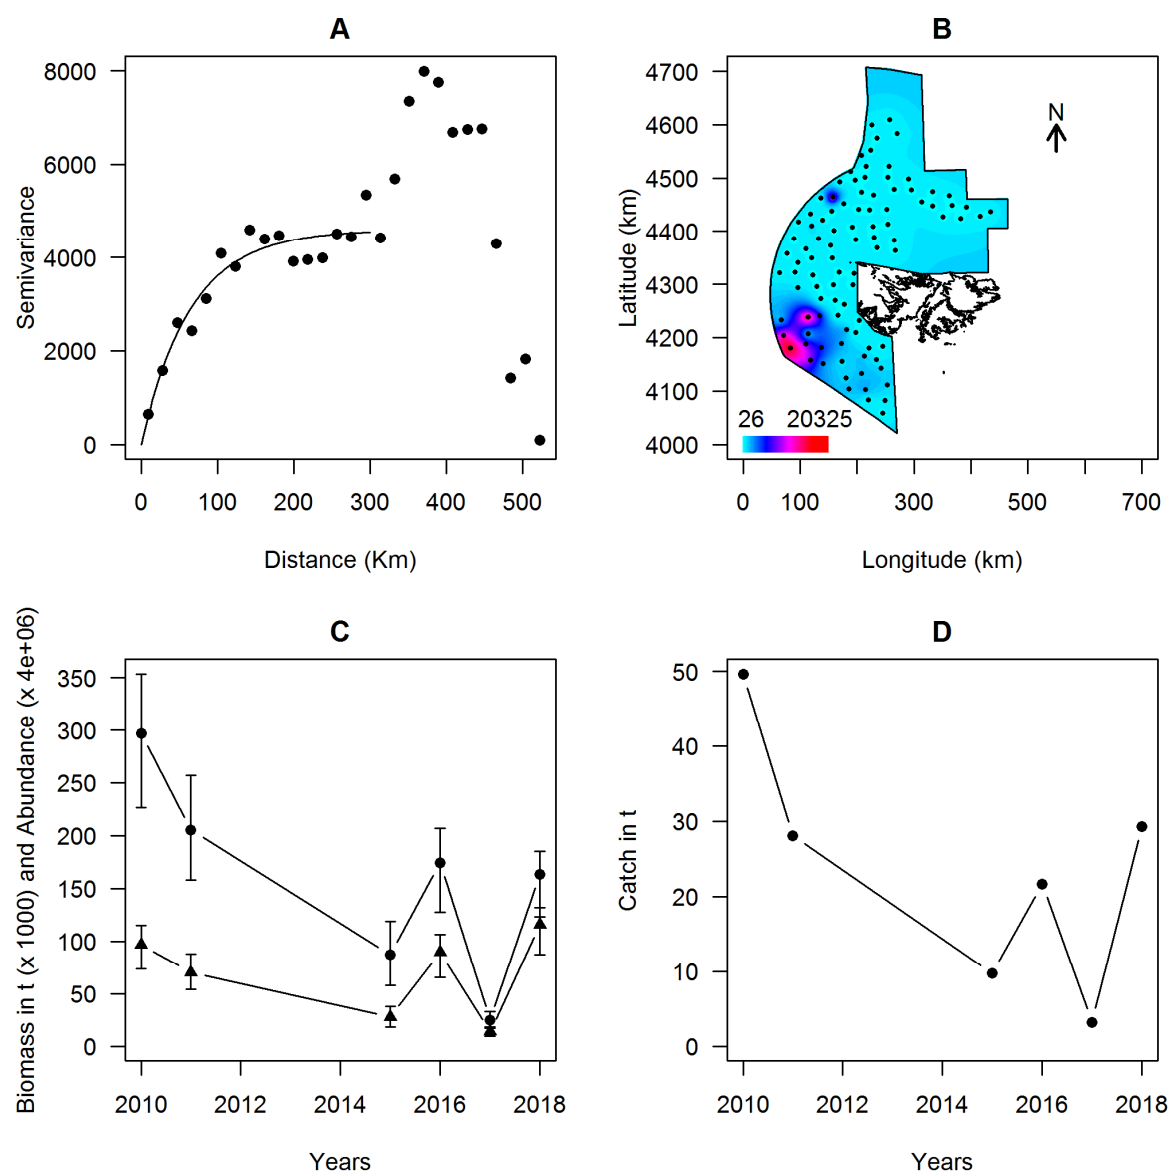 A
8000
6000
4000
2000
0
Semivariance
0 100 200 300 400 500
Distance (Km)
B
4700
4600
4500
4400
4300
4200
4100
4000
Latitude (km)
N
26 20325
0 100 300 500 700
Longitude (km)
C
350
300
250
200
150
100
50
0
Biomass in t (x 1000) and Abundance (x 4e+06)
2010 2012 2014 2016 2018
Years
D
50
40
30
20
10
0
Catch in t
2010 2012 2014 2016 2018
Years